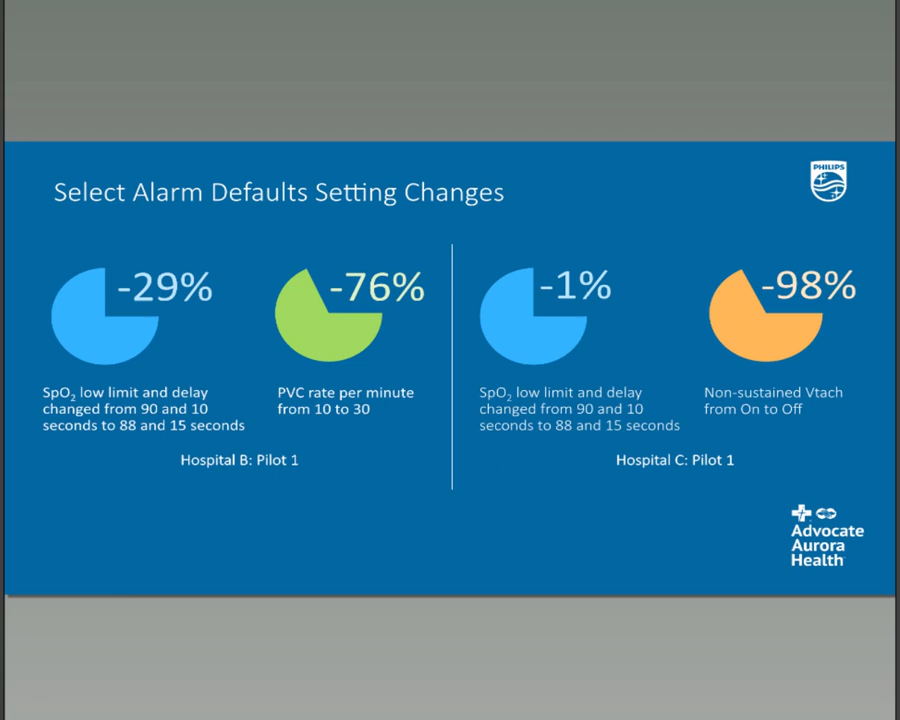 PHILIPS
Select Alarm Defaults Setting Changes
-29%
SpO₂ low limit and delay
changed from 90 and 10
seconds to 88 and 15 seconds
-76%
PVC rate per minute
from 10 to 30
Hospital B: Pilot 1
-1%
SpO₂ low limit and delay
changed from 90 and 10
seconds to 88 and 15 seconds
-98%
Non-sustained Vtach
from On to Off
Hospital C: Pilot 1
Advocate
Aurora
Health